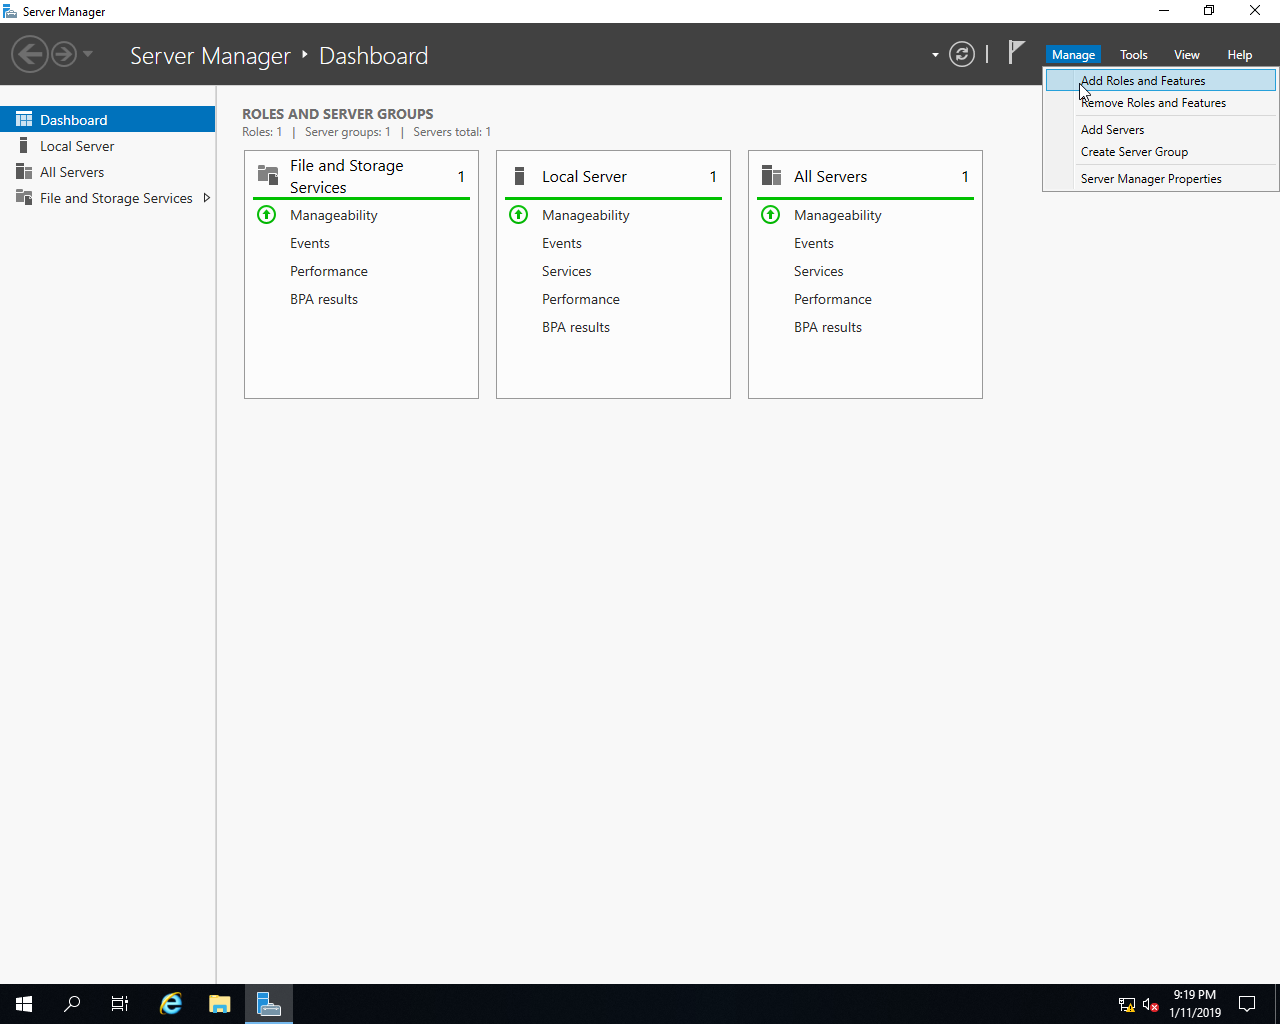 Server Manager
Server Manager ‣ Dashboard
Manage Tools View Help
Add Roles and Features
Remove Roles and Features
Add Servers
Create Server Group
Server Manager Properties
Dashboard
Local Server
All Servers
File and Storage Services
ROLES AND SERVER GROUPS
Roles: 1 | Server groups: 1 | Servers total: 1
File and Storage
Services 1
Manageability
Events
Performance
BPA results
Local Server 1
Manageability
Events
Services
Performance
BPA results
All Servers 1
Manageability
Events
Services
Performance
BPA results
9:19 PM
1/11/2019